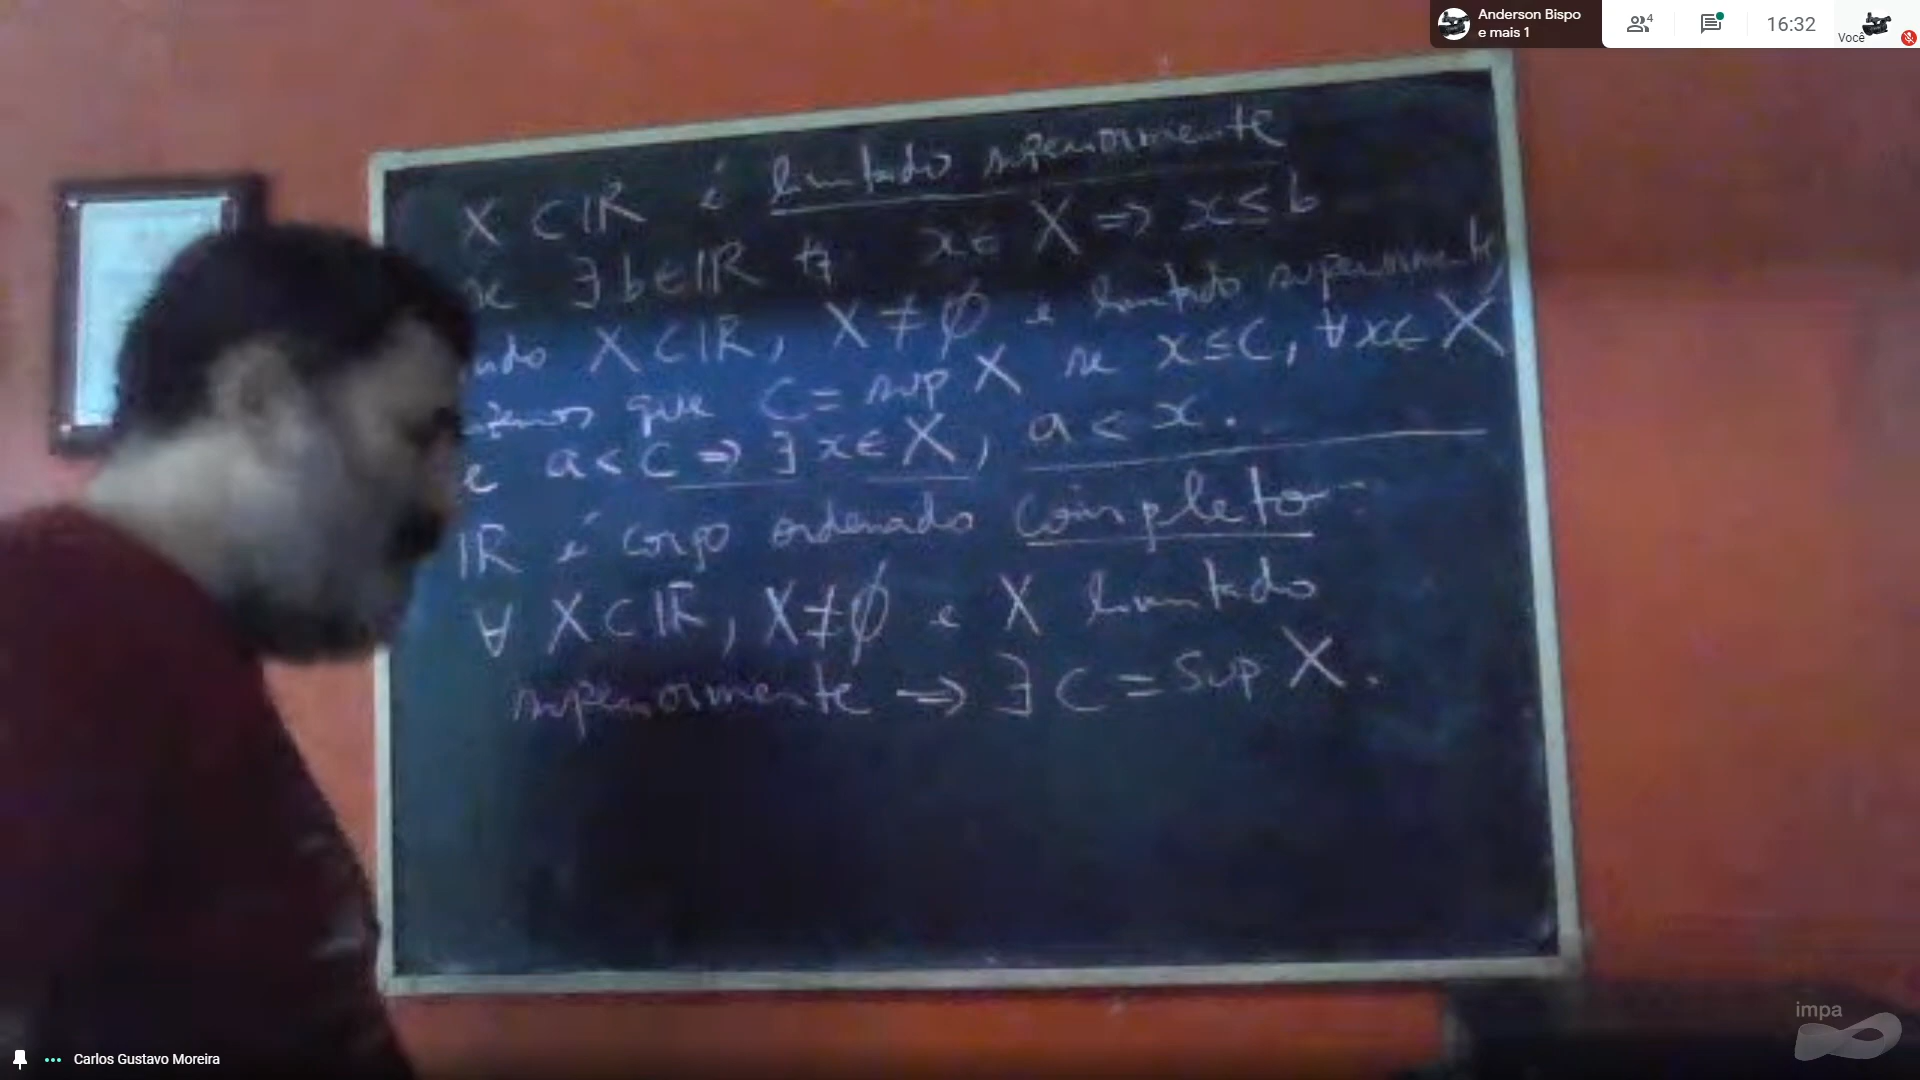 Anderson Bispo
e mais 1
4
16:32
Você
X ⊂ ℝ é limitado superiormente
se ∃ b ∈ ℝ tq x ∈ X ⇒ x ≤ b
X ⊂ ℝ, X ≠ ∅ e limitado superiormente,
que C = sup X se x ≤ C, ∀ x ∈ X
e a < C ⇒ ∃ x ∈ X, a < x.
ℝ é corpo ordenado completo:
∀ X ⊂ ℝ, X ≠ ∅ e X limitado
superiormente ⇒ ∃ C = Sup X.
impa
Carlos Gustavo Moreira